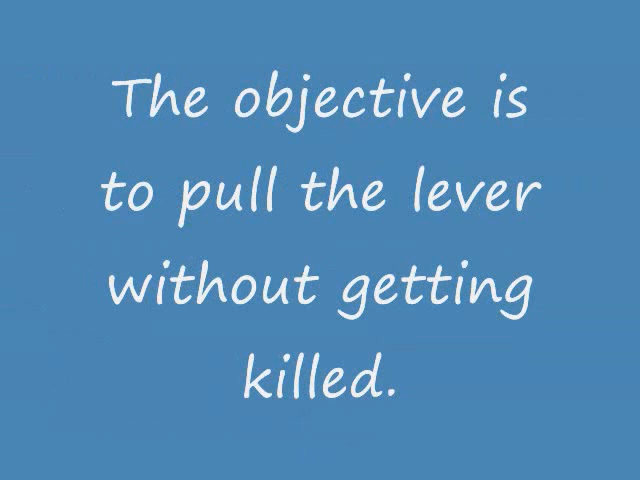 The objective is
to pull the lever
without getting
killed.